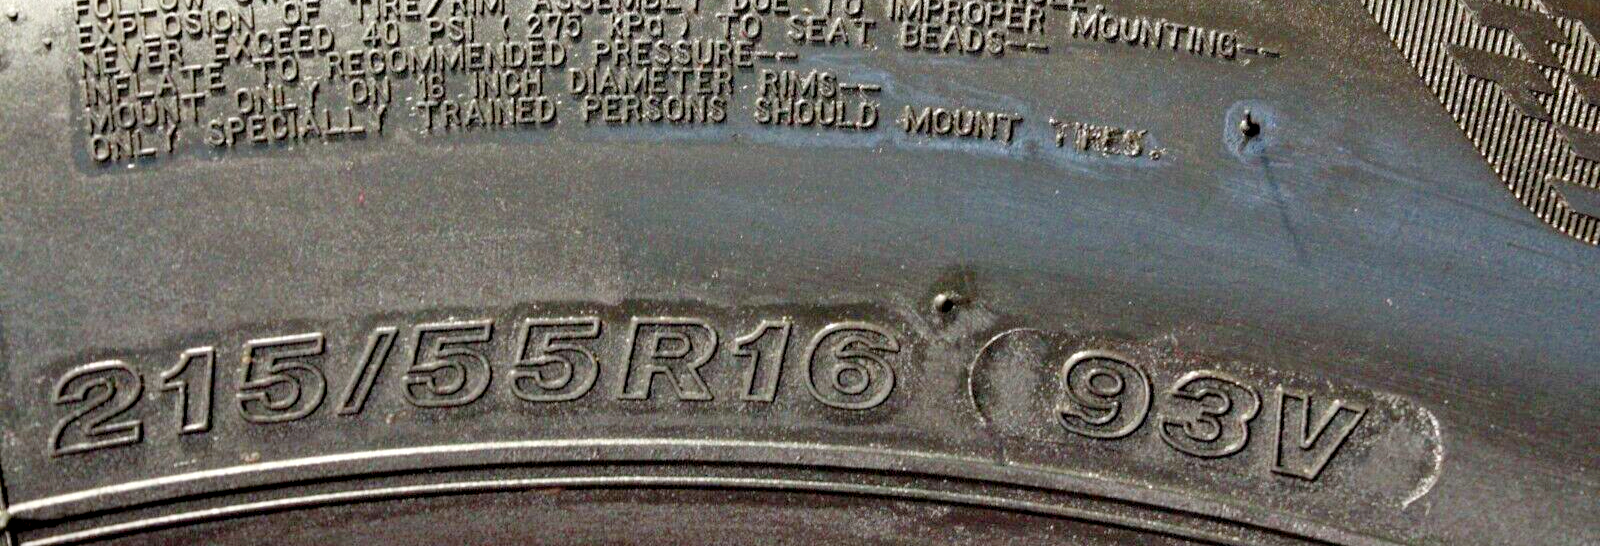 EXPLOSION OF TIRE/RIM ASSEMBLY DUE TO IMPROPER MOUNTING--
NEVER EXCEED 40 PSI (275 KPa) TO SEAT BEADS--
INFLATE TO RECOMMENDED PRESSURE--
MOUNT ONLY ON 16 INCH DIAMETER RIMS--
ONLY SPECIALLY TRAINED PERSONS SHOULD MOUNT TIRES.
215/55R16 93V